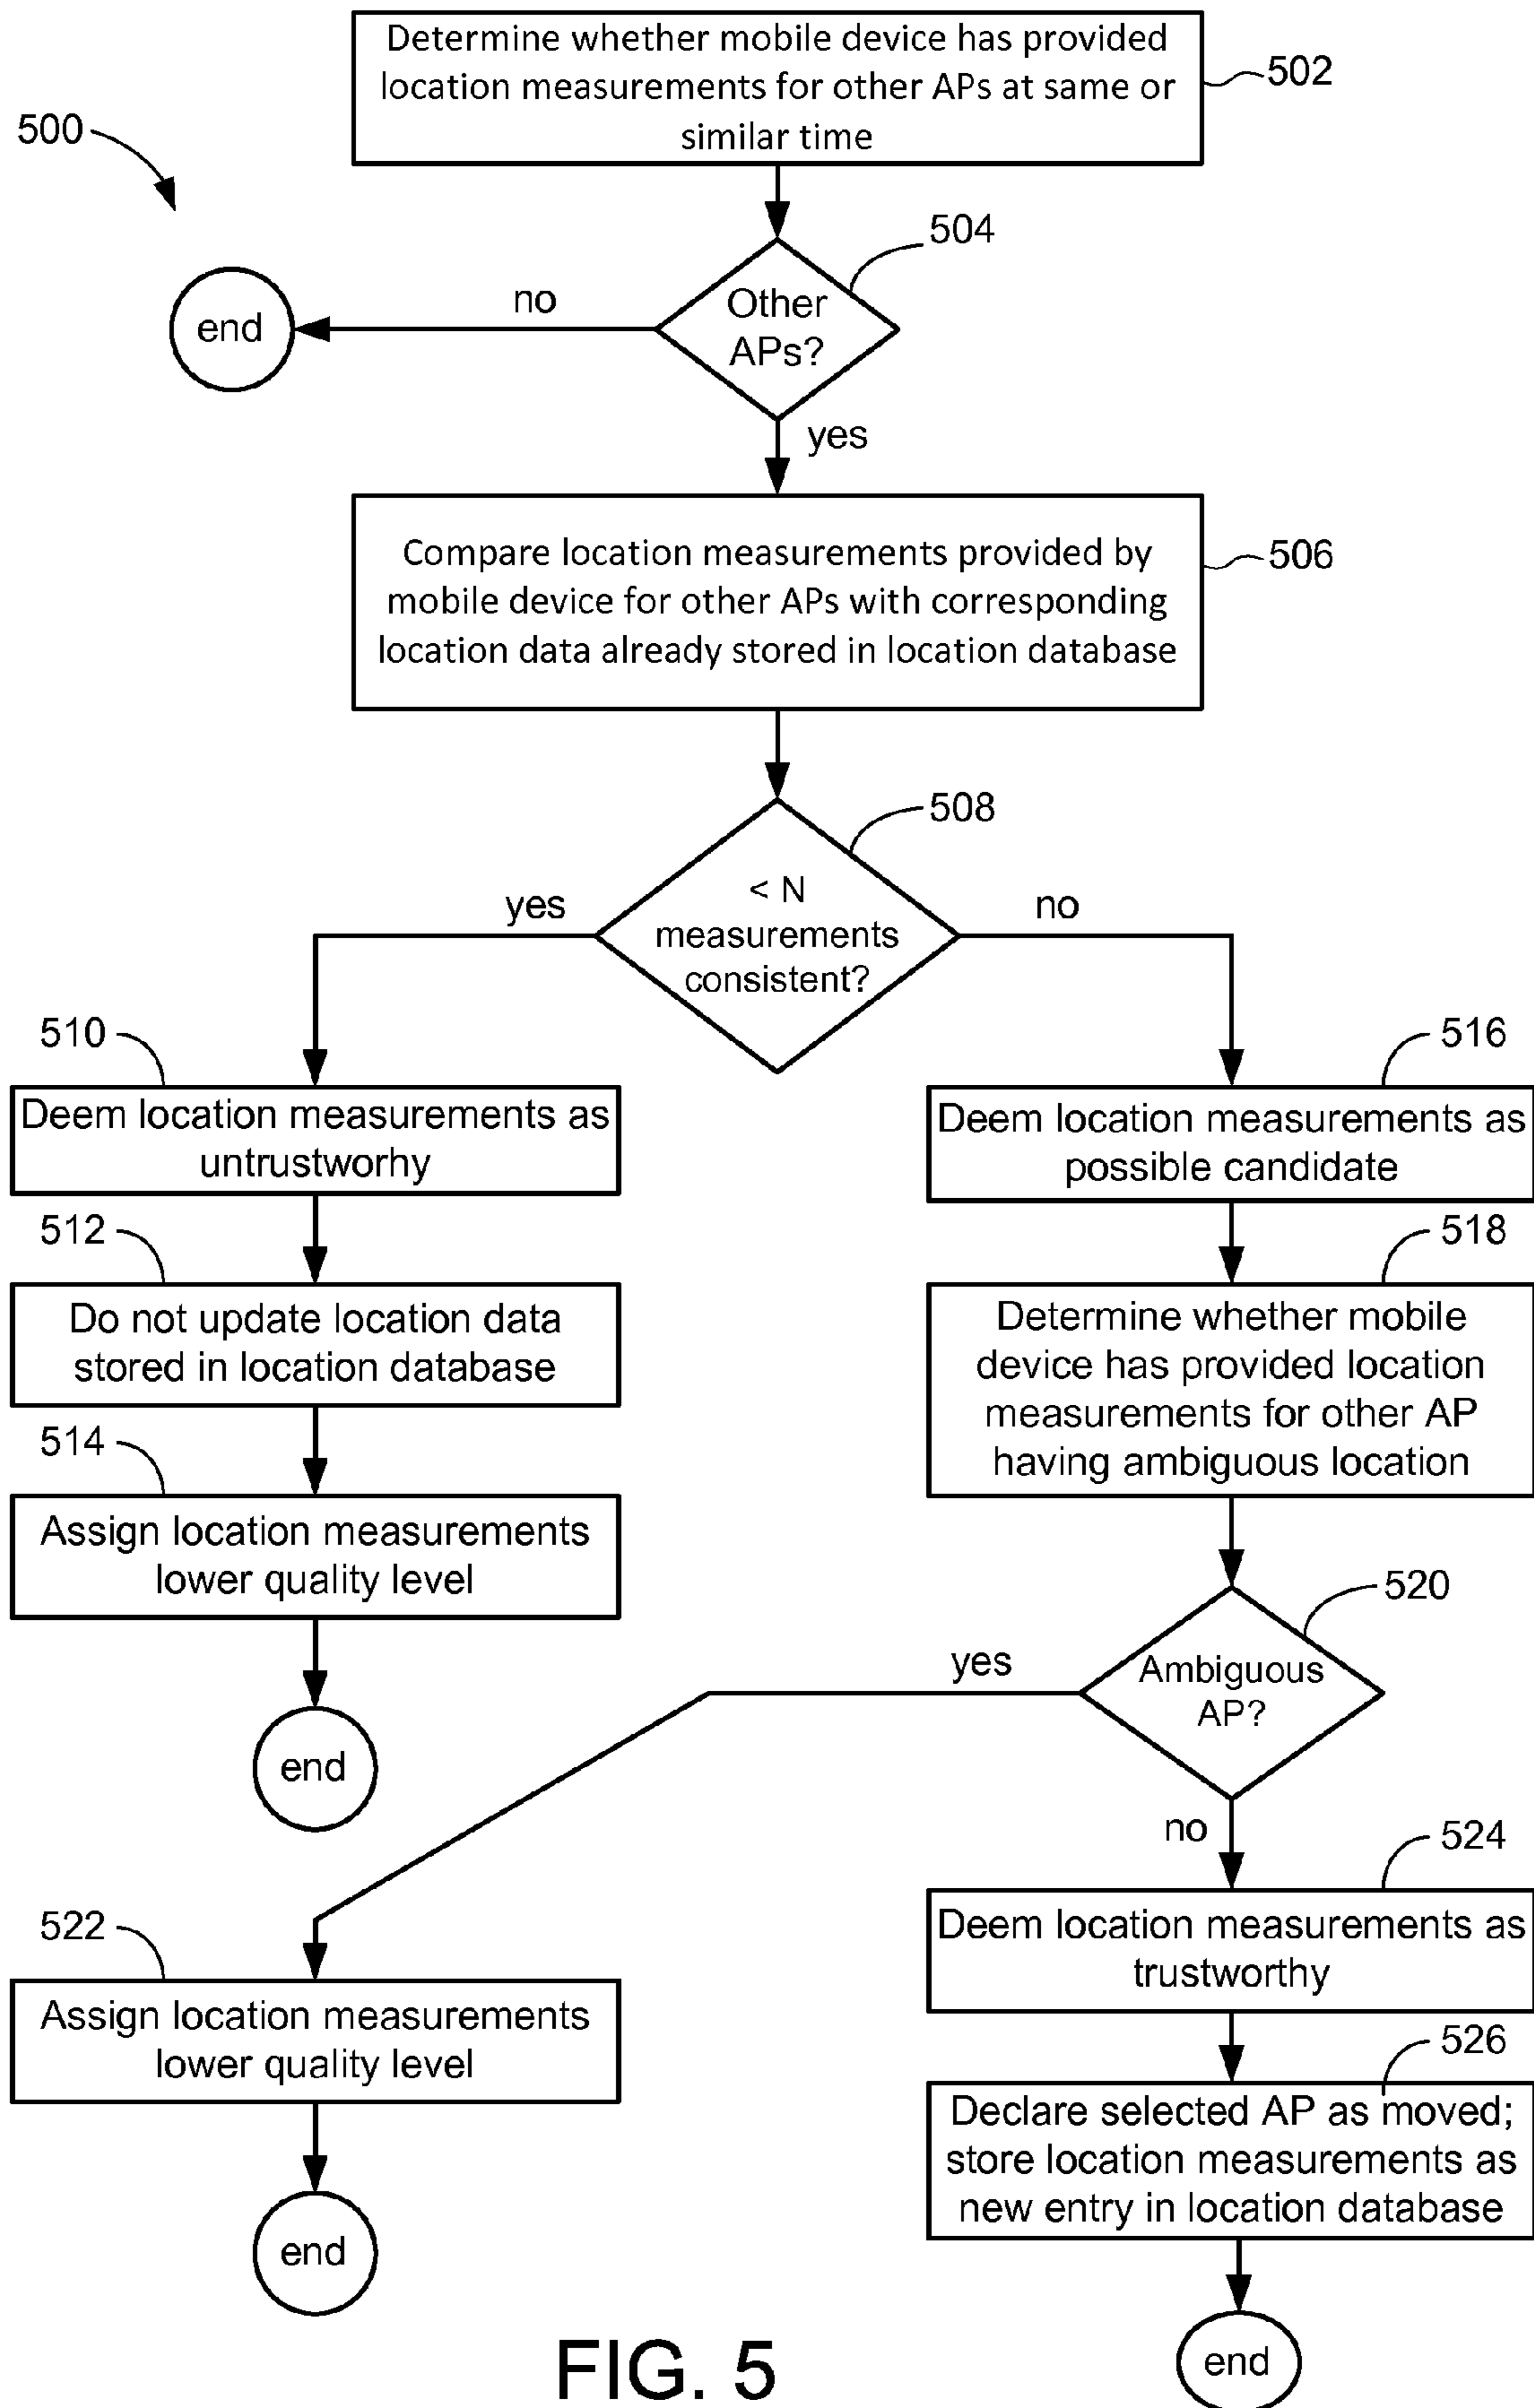 Determine whether mobile device has provided
location measurements for other APs at same or
similar time
502
500
504
Other
APs?
no
end
yes
Compare location measurements provided by
mobile device for other APs with corresponding
location data already stored in location database
506
508
< N
measurements
consistent?
yes
no
510
Deem location measurements as
untrustworhy
516
Deem location measurements as
possible candidate
512
Do not update location data
stored in location database
518
Determine whether mobile
device has provided location
measurements for other AP
having ambiguous location
514
Assign location measurements
lower quality level
end
520
Ambiguous
AP?
yes
no
522
Assign location measurements
lower quality level
end
524
Deem location measurements as
trustworthy
526
Declare selected AP as moved;
store location measurements as
new entry in location database
end
FIG. 5